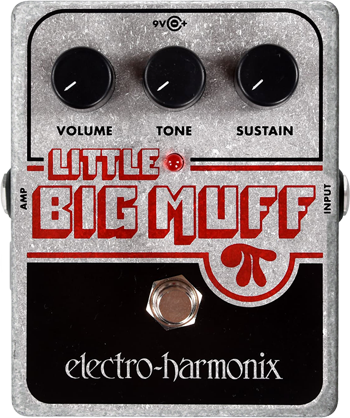 9V +
VOLUME TONE SUSTAIN
LITTLE
BIG MUFF
π
AMP
INPUT
electro-harmonix